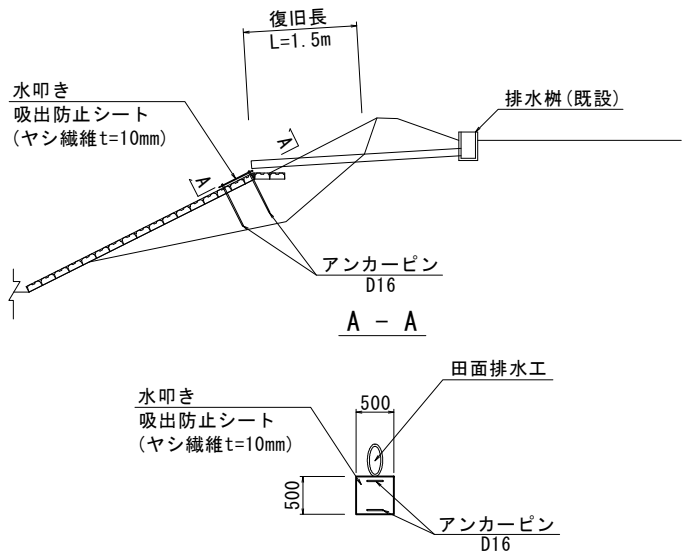 復旧長
L=1.5m
水叩き
吸出防止シート
(ヤシ繊維t=10mm)
排水桝(既設)
A
A
アンカーピン
D16
A - A
田面排水工
水叩き
吸出防止シート
(ヤシ繊維t=10mm)
500
500
アンカーピン
D16